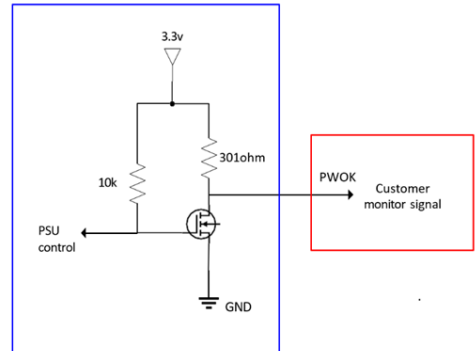 3.3v
301ohm
10k
PWOK
Customer
monitor signal
PSU
control
GND